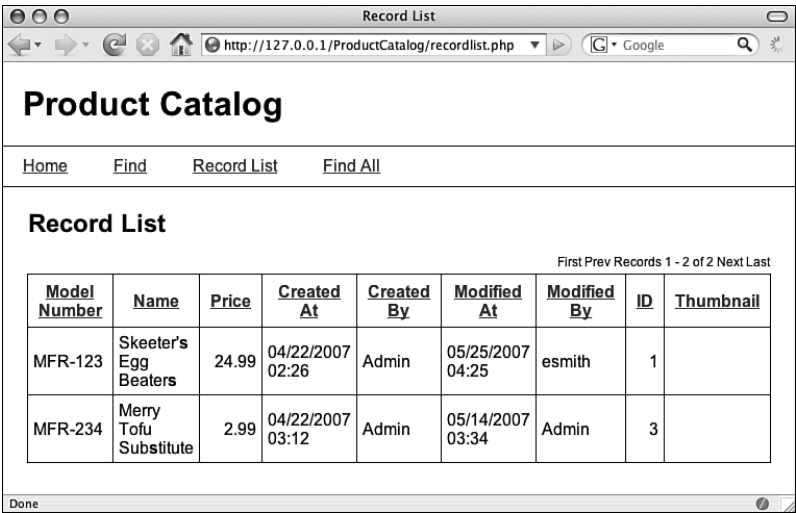 Record List
http://127.0.0.1/ProductCatalog/recordlist.php
G Google
Product Catalog
Home Find Record List Find All
Record List
First Prev Records 1 - 2 of 2 Next Last
Model Number Name Price Created At Created By Modified At Modified By ID Thumbnail
MFR-123 Skeeter's Egg Beaters 24.99 04/22/2007 02:26 Admin 05/25/2007 04:25 esmith 1
MFR-234 Merry Tofu Substitute 2.99 04/22/2007 03:12 Admin 05/14/2007 03:34 Admin 3
Done